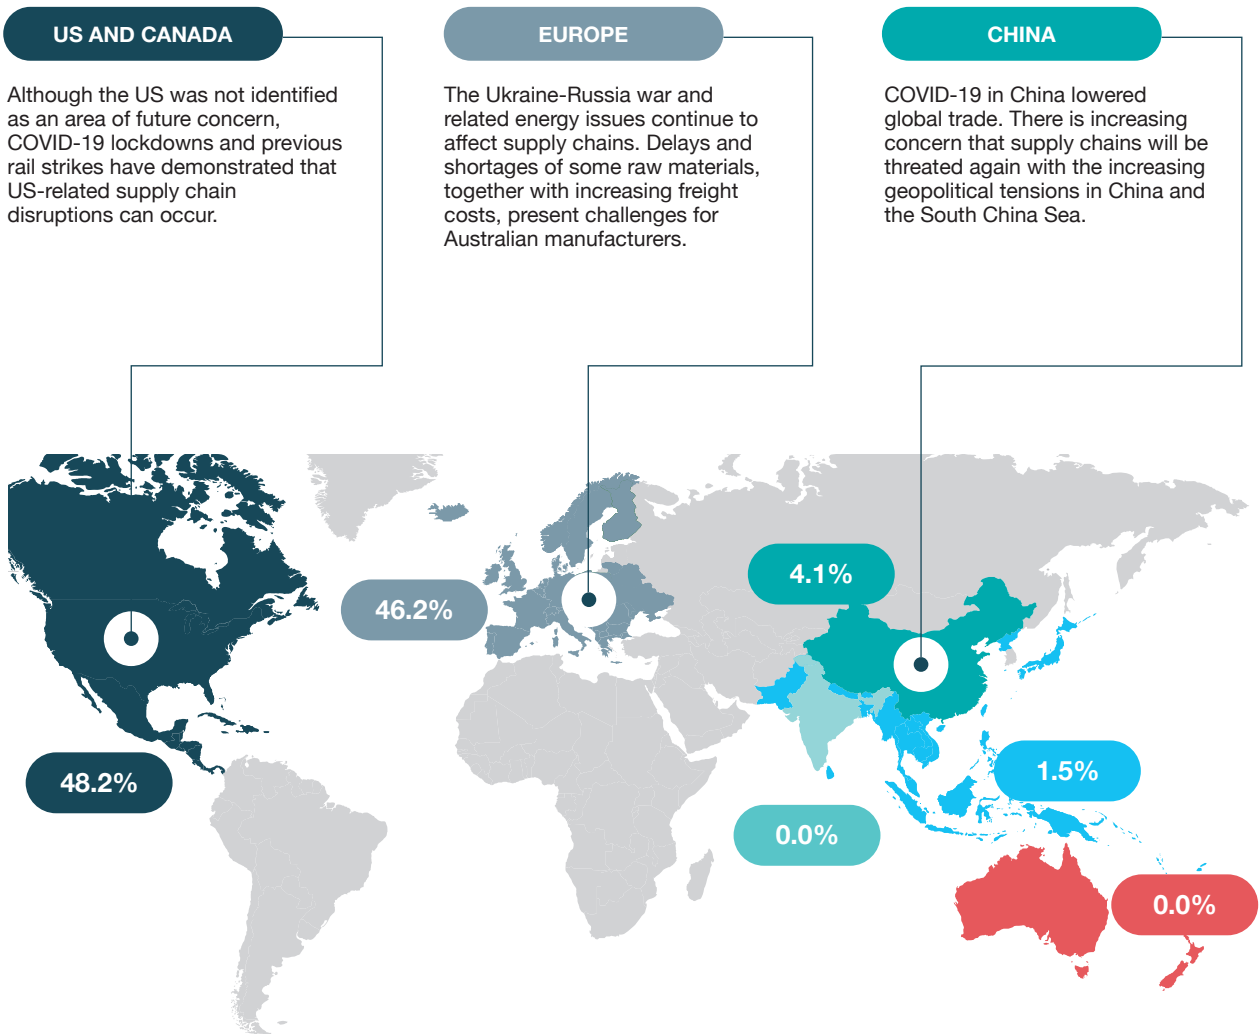 US AND CANADA
Although the US was not identified
as an area of future concern,
COVID-19 lockdowns and previous
rail strikes have demonstrated that
US-related supply chain
disruptions can occur.
EUROPE
The Ukraine-Russia war and
related energy issues continue to
affect supply chains. Delays and
shortages of some raw materials,
together with increasing freight
costs, present challenges for
Australian manufacturers.
CHINA
COVID-19 in China lowered
global trade. There is increasing
concern that supply chains will be
threated again with the increasing
geopolitical tensions in China and
the South China Sea.
4.1%
46.2%
48.2%
1.5%
0.0%
0.0%